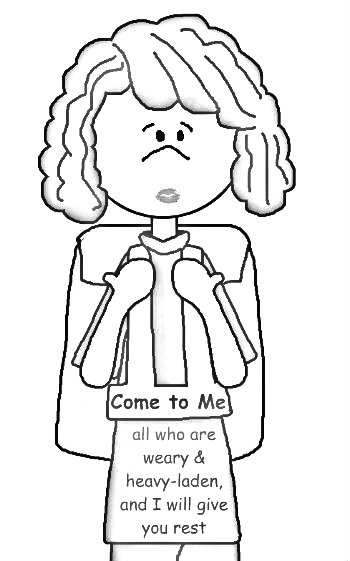 Come to Me
all who are
weary &
heavy-laden,
and I will give
you rest